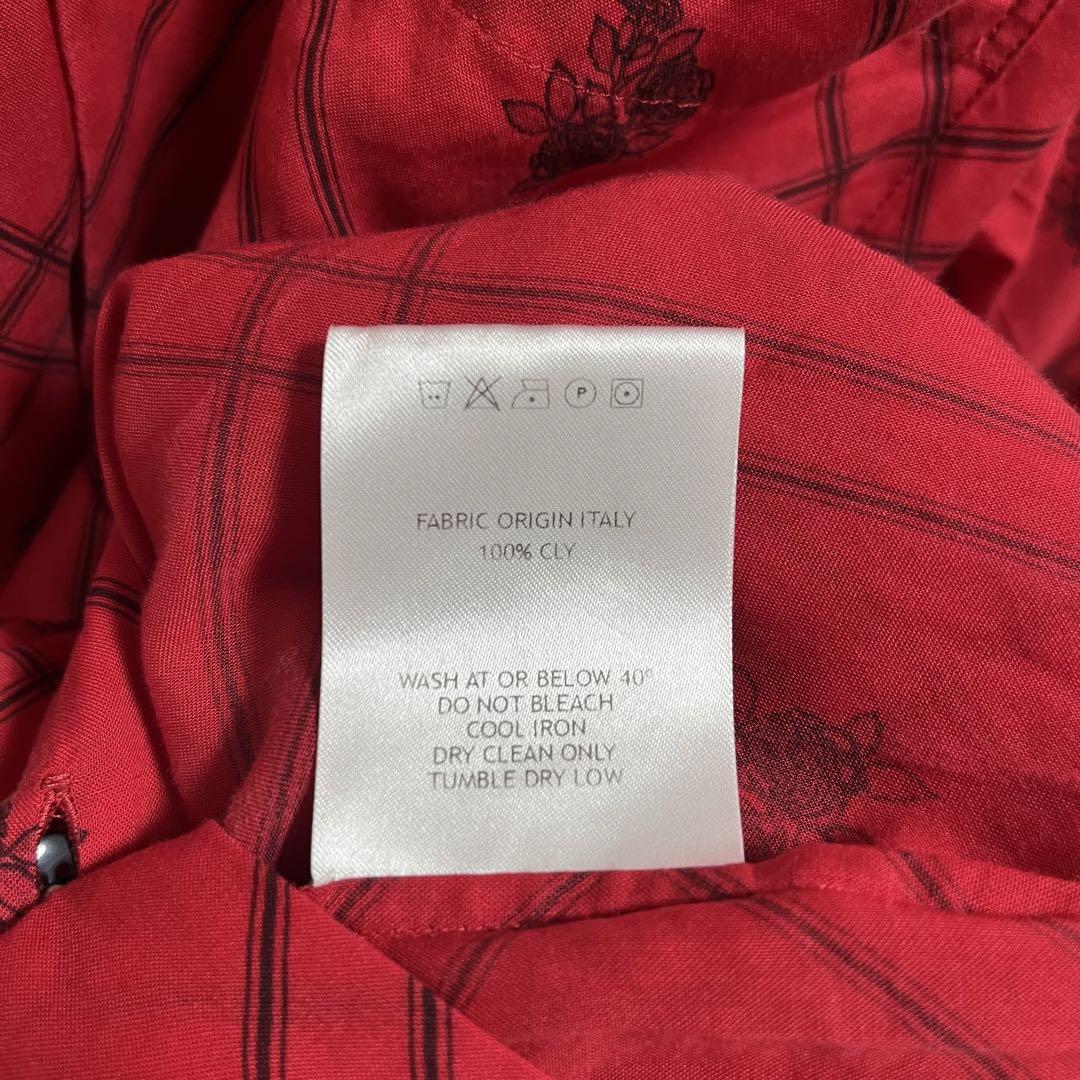 P
FABRIC ORIGIN ITALY
100% CLY
WASH AT OR BELOW 40°
DO NOT BLEACH
COOL IRON
DRY CLEAN ONLY
TUMBLE DRY LOW